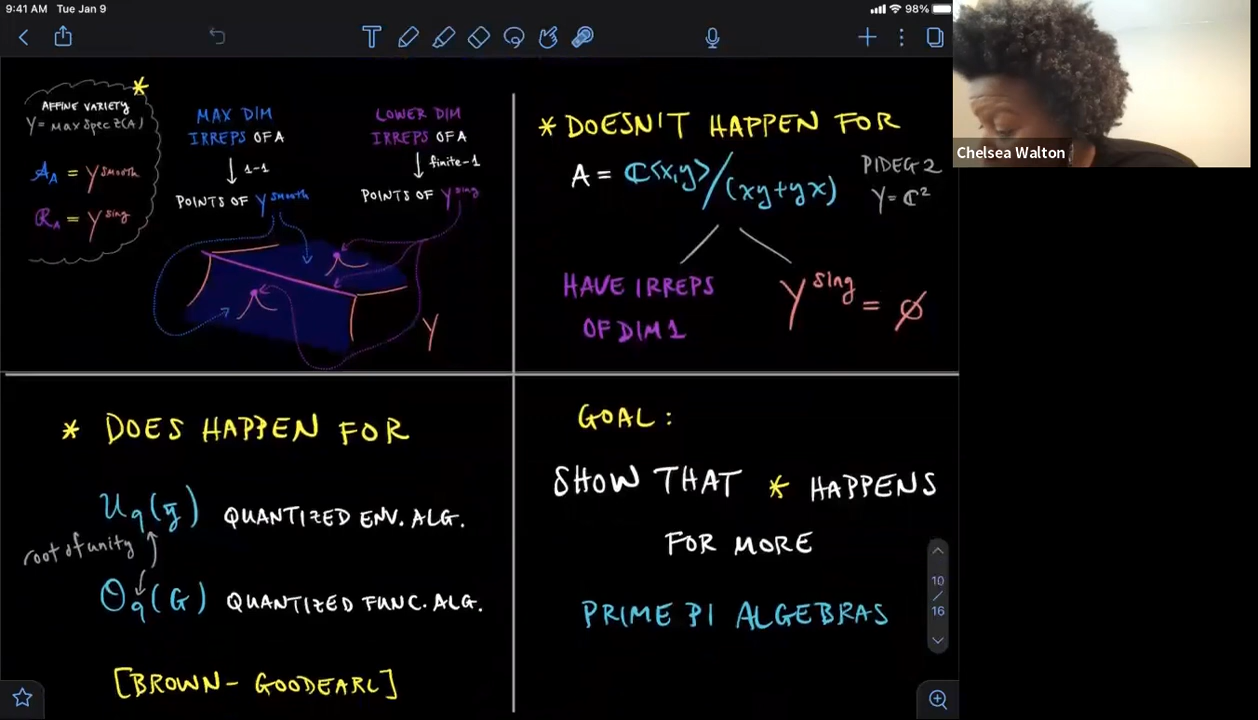 9:41 AM Tue Jan 9
98%
Chelsea Walton
*
AFFINE VARIETY
Y = maxSpec Z(A)
𝒜_A = Y^smooth
ℛ_A = Y^sing
MAX DIM
IRREPS OF A
↓ 1-1
POINTS OF Y^smooth
LOWER DIM
IRREPS OF A
↓ finite-1
POINTS OF Y^sing
Y
* DOESN'T HAPPEN FOR
A = ℂ<x,y>/(xy+yx)
PIDEG 2
Y = ℂ²
HAVE IRREPS
OF DIM 1
Y^sing = ∅
* DOES HAPPEN FOR
U_q(g) QUANTIZED ENV. ALG.
root of unity
O_q(G) QUANTIZED FUNC. ALG.
[BROWN - GOODEARL]
GOAL:
SHOW THAT * HAPPENS
FOR MORE
PRIME PI ALGEBRAS
10
/
16